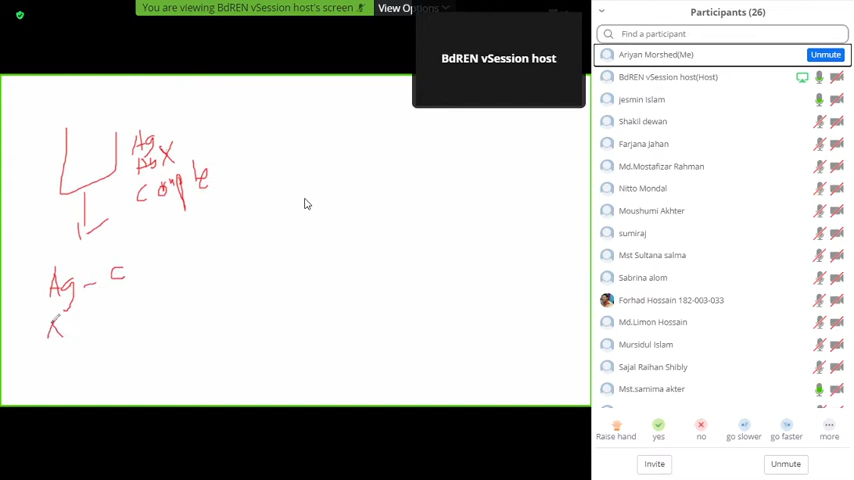 You are viewing BdREN vSession host's screen
View Options
BdREN vSession host
Ag
X
Comple
Ag - C
Participants (26)
Find a participant
Ariyan Morshed(Me)
Unmute
BdREN vSession host(Host)
jesmin Islam
Shakil dewan
Farjana Jahan
Md.Mostafizar Rahman
Nitto Mondal
Moushumi Akhter
sumiraj
Mst Sultana salma
Sabrina alom
Forhad Hossain 182-003-033
Md.Limon Hossain
Mursidul Islam
Sajal Raihan Shibly
Mst.samima akter
Raise hand
yes
no
go slower
go faster
more
Invite
Unmute